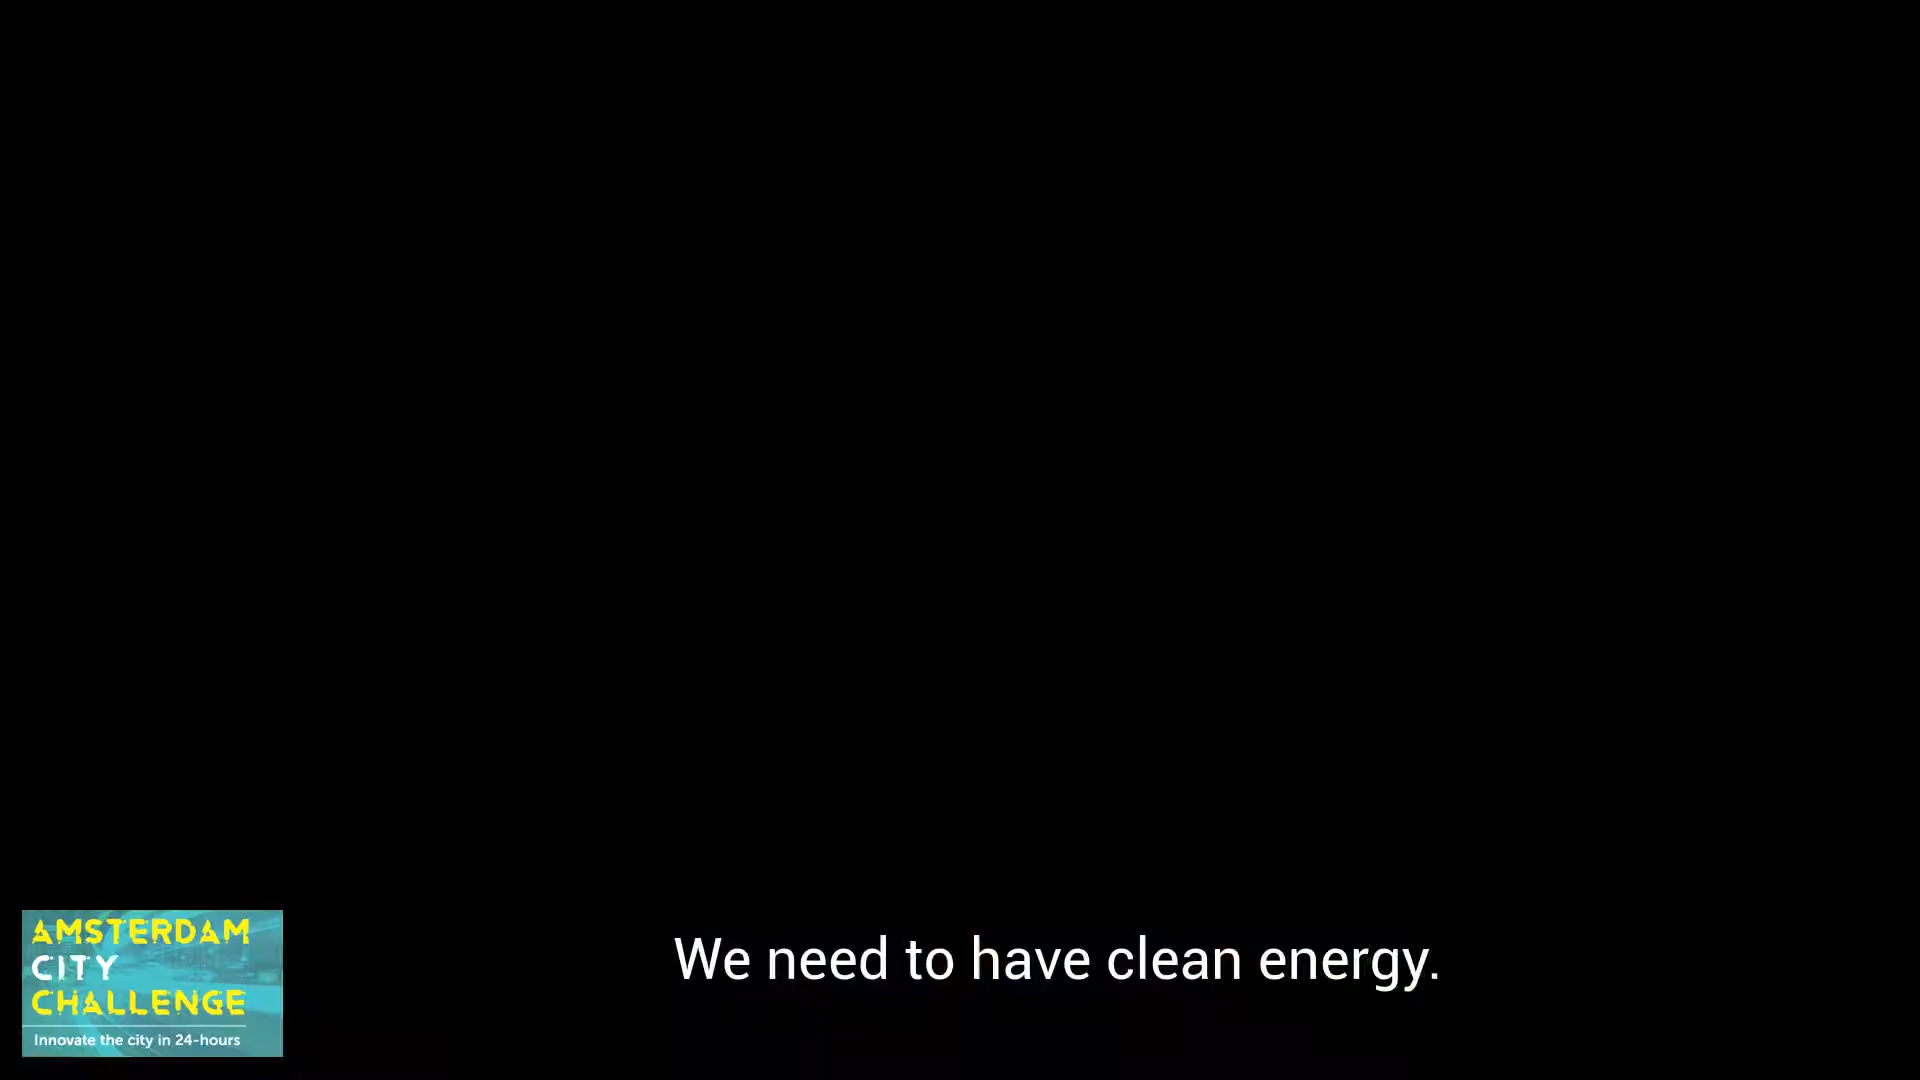 AMSTERDAM
CITY
CHALLENGE
Innovate the city in 24-hours
We need to have clean energy.